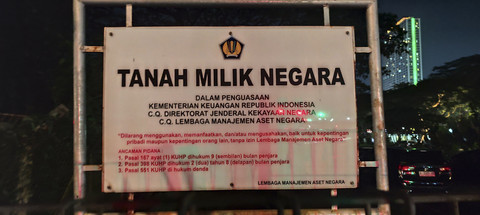 TANAH MILIK NEGARA
DALAM PENGUASAAN
KEMENTERIAN KEUANGAN REPUBLIK INDONESIA
C.Q. DIREKTORAT JENDERAL KEKAYAAN NEGARA
C.Q. LEMBAGA MANAJEMEN ASET NEGARA
"Dilarang menggunakan, memanfaatkan, dan/atau mengusahakan, baik untuk kepentingan
pribadi maupun kepentingan orang lain, tanpa izin Lembaga Manajemen Aset Negara"
ANCAMAN PIDANA :
1. Pasal 167 ayat (1) KUHP dihukum 9 (sembilan) bulan penjara
2. Pasal 389 KUHP dihukum 2 (dua) tahun 8 (delapan) bulan penjara
3. Pasal 551 KUHP di hukum denda
LEMBAGA MANAJEMEN ASET NEGARA